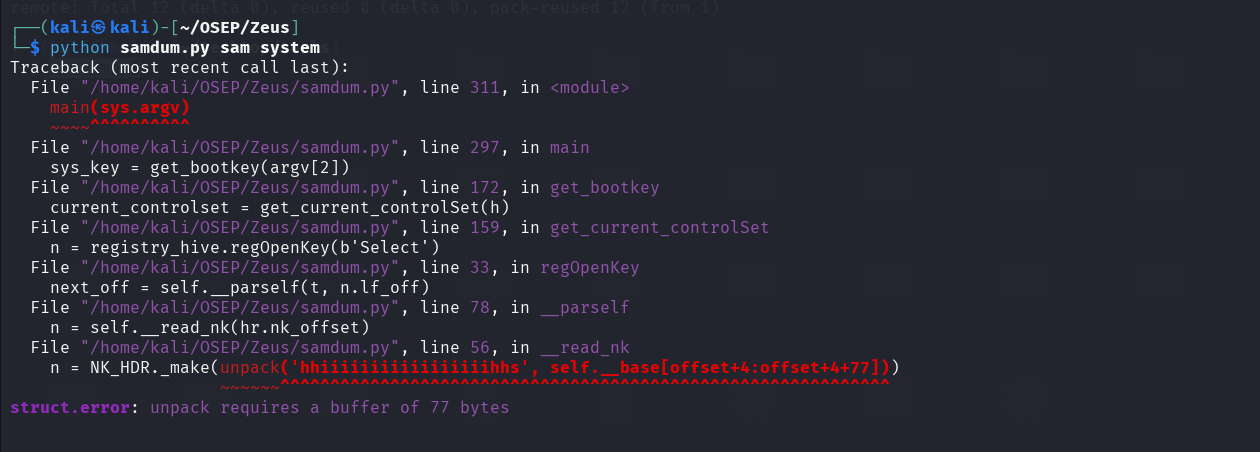 remote: Total 12 (delta 0), reused 0 (delta 0), pack-reused 12 (from 1)
┌──(kali㉿kali)-[~/OSEP/Zeus]
└─$ python samdum.py sam system
Traceback (most recent call last):
  File "/home/kali/OSEP/Zeus/samdum.py", line 311, in <module>
    main(sys.argv)
    ~~~~^^^^^^^^^^
  File "/home/kali/OSEP/Zeus/samdum.py", line 297, in main
    sys_key = get_bootkey(argv[2])
  File "/home/kali/OSEP/Zeus/samdum.py", line 172, in get_bootkey
    current_controlset = get_current_controlSet(h)
  File "/home/kali/OSEP/Zeus/samdum.py", line 159, in get_current_controlSet
    n = registry_hive.regOpenKey(b'Select')
  File "/home/kali/OSEP/Zeus/samdum.py", line 33, in regOpenKey
    next_off = self.__parself(t, n.lf_off)
  File "/home/kali/OSEP/Zeus/samdum.py", line 78, in __parself
    n = self.__read_nk(hr.nk_offset)
  File "/home/kali/OSEP/Zeus/samdum.py", line 56, in __read_nk
    n = NK_HDR._make(unpack('hhiiiiiiiiiiiiiiiiihhs', self.__base[offset+4:offset+4+77]))
                     ~~~~~~^^^^^^^^^^^^^^^^^^^^^^^^^^^^^^^^^^^^^^^^^^^^^^^^^^^^^^^^^^^^^
struct.error: unpack requires a buffer of 77 bytes